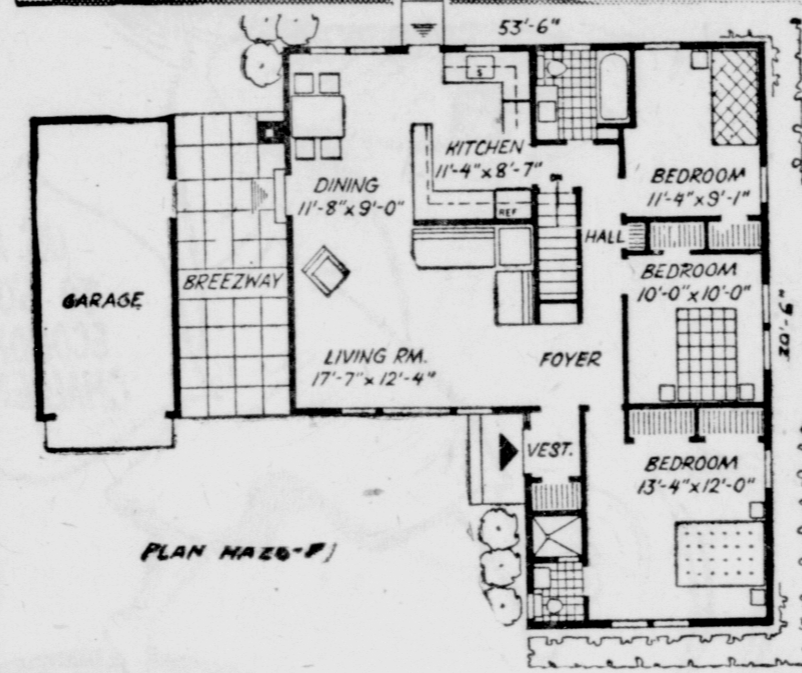 53'-6"
S
KITCHEN
11'-4" x 8'-7"
DINING
11'-8" x 9'-0"
REF
BEDROOM
11'-4" x 9'-1"
HALL
BEDROOM
10'-0" x 10'-0"
GARAGE
BREEZWAY
LIVING RM.
17'-7" x 12'-4"
FOYER
VEST.
BEDROOM
13'-4" x 12'-0"